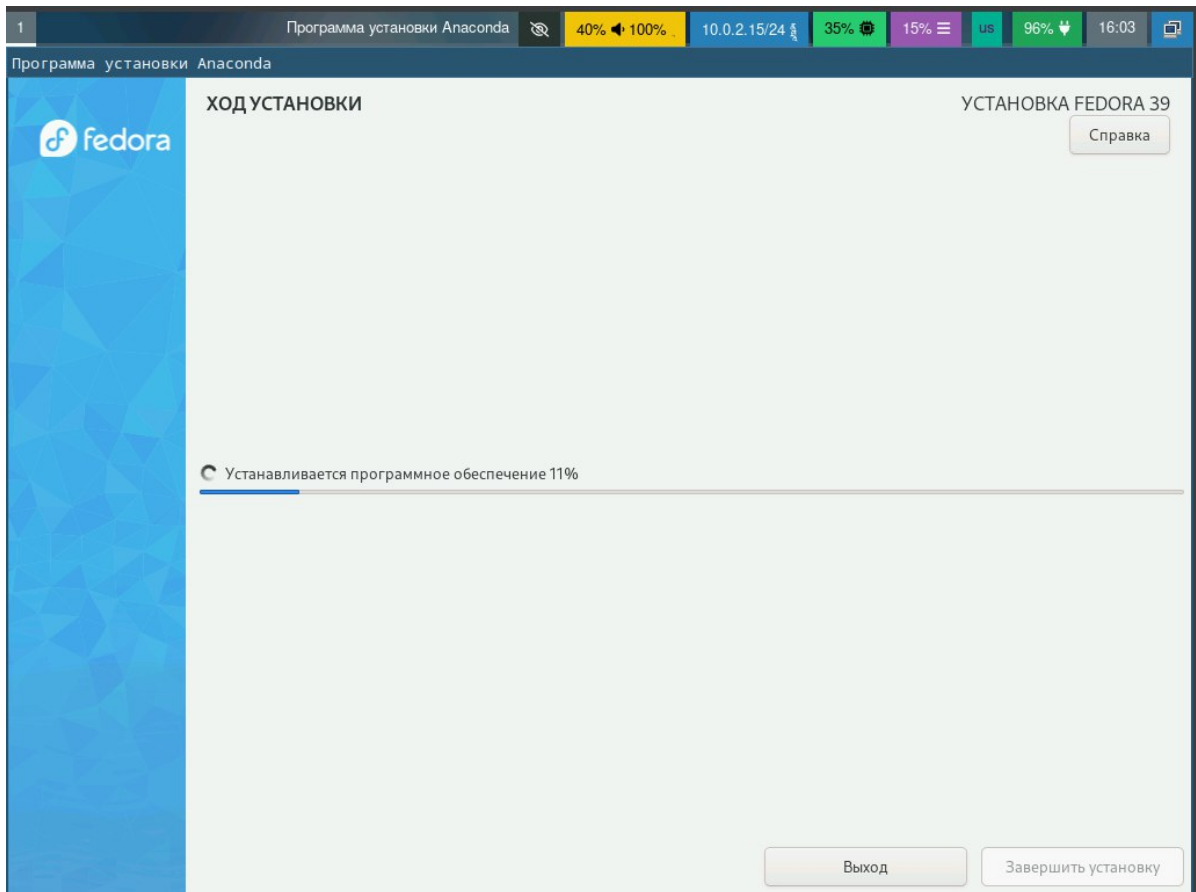 1 Программа установки Anaconda 40% 100% 10.0.2.15/24 35% 15% us 96% 16:03
Программа установки Anaconda
fedora
ХОД УСТАНОВКИ
УСТАНОВКА FEDORA 39
Справка
Устанавливается программное обеспечение 11%
Выход
Завершить установку